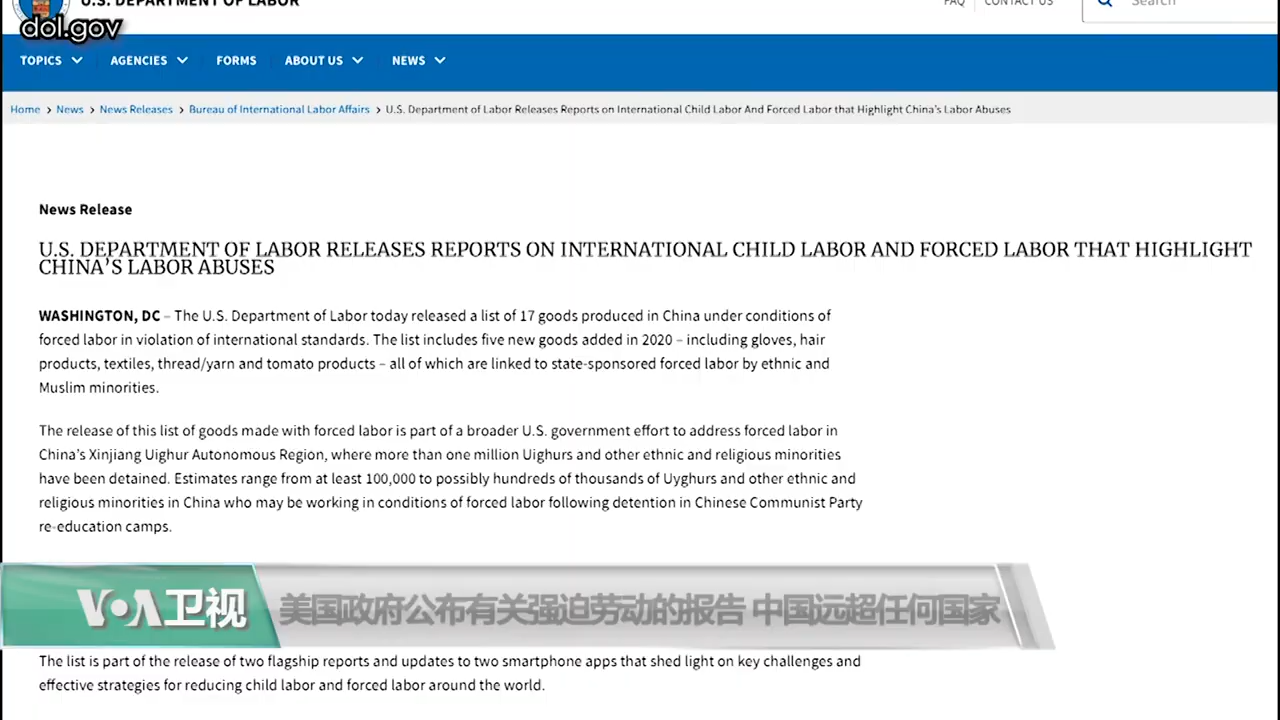 U.S. DEPARTMENT OF LABOR
FAQ
CONTACT US
Search
dol.gov
TOPICS
AGENCIES
FORMS
ABOUT US
NEWS
Home > News > News Releases > Bureau of International Labor Affairs > U.S. Department of Labor Releases Reports on International Child Labor And Forced Labor that Highlight China's Labor Abuses
News Release
U.S. DEPARTMENT OF LABOR RELEASES REPORTS ON INTERNATIONAL CHILD LABOR AND FORCED LABOR THAT HIGHLIGHT
CHINA'S LABOR ABUSES
WASHINGTON, DC – The U.S. Department of Labor today released a list of 17 goods produced in China under conditions of
forced labor in violation of international standards. The list includes five new goods added in 2020 – including gloves, hair
products, textiles, thread/yarn and tomato products – all of which are linked to state-sponsored forced labor by ethnic and
Muslim minorities.
The release of this list of goods made with forced labor is part of a broader U.S. government effort to address forced labor in
China's Xinjiang Uighur Autonomous Region, where more than one million Uighurs and other ethnic and religious minorities
have been detained. Estimates range from at least 100,000 to possibly hundreds of thousands of Uyghurs and other ethnic and
religious minorities in China who may be working in conditions of forced labor following detention in Chinese Communist Party
re-education camps.
VOA卫视
美国政府公布有关强迫劳动的报告 中国远超任何国家
The list is part of the release of two flagship reports and updates to two smartphone apps that shed light on key challenges and
effective strategies for reducing child labor and forced labor around the world.